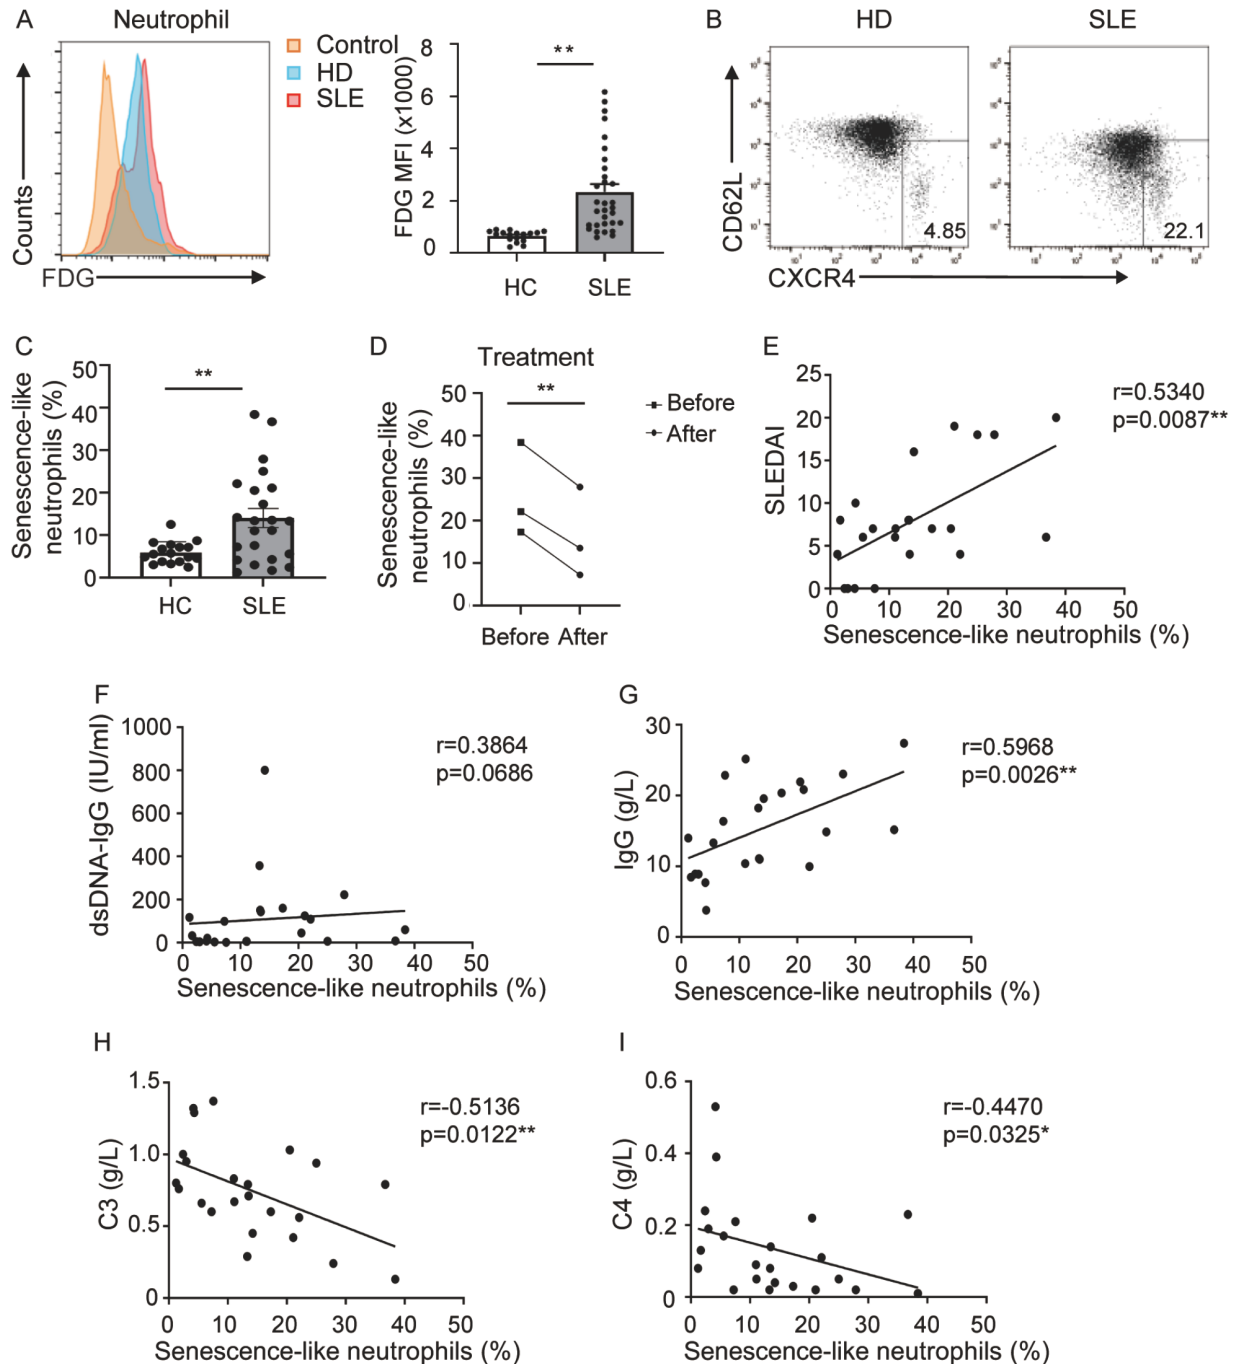 A
Neutrophil
Counts
FDG
Control
HD
SLE
FDG MFI (x1000)
8
6
4
2
0
**
HC
SLE
B
HD
SLE
CD62L
CXCR4
4.85
22.1
C
Senescence-like
neutrophils (%)
50
40
30
20
10
0
**
HC
SLE
D
Treatment
Senescence-like
neutrophils (%)
50
40
30
20
10
0
**
Before After
Before
After
E
SLEDAI
25
20
15
10
5
0
0 10 20 30 40 50
Senescence-like neutrophils (%)
r=0.5340
p=0.0087**
F
dsDNA-IgG (IU/ml)
1000
800
600
400
200
0
0 10 20 30 40 50
Senescence-like neutrophils (%)
r=0.3864
p=0.0686
G
IgG (g/L)
30
20
10
0
0 10 20 30 40 50
Senescence-like neutrophils (%)
r=0.5968
p=0.0026**
H
C3 (g/L)
1.5
1.0
0.5
0
0 10 20 30 40 50
Senescence-like neutrophils (%)
r=-0.5136
p=0.0122**
I
C4 (g/L)
0.6
0.4
0.2
0
0 10 20 30 40 50
Senescence-like neutrophils (%)
r=-0.4470
p=0.0325*